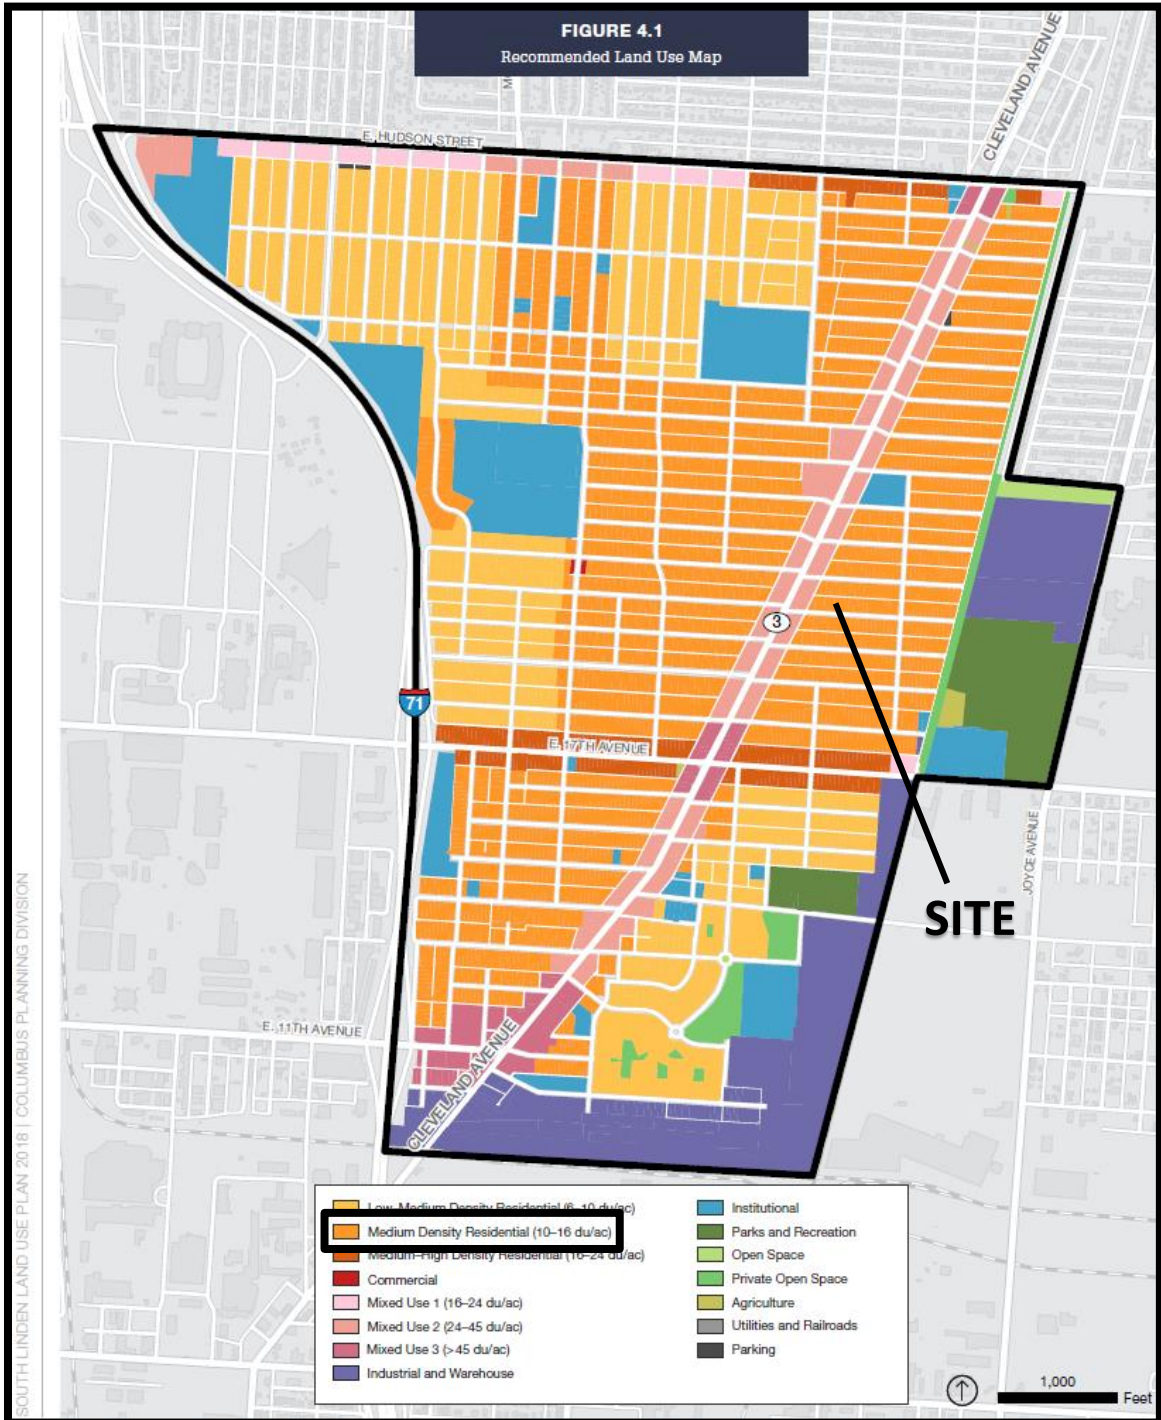 FIGURE 4.1
Recommended Land Use Map
CLEVELAND AVENUE
E. HUDSON STREET
3
71
E. 17TH AVENUE
JOYCE AVENUE
SITE
E. 11TH AVENUE
CLEVELAND AVENUE
SOUTH LINDEN LAND USE PLAN 2018 | COLUMBUS PLANNING DIVISION
Low–Medium Density Residential (6–10 du/ac)
Medium Density Residential (10–16 du/ac)
Medium–High Density Residential (16–24 du/ac)
Commercial
Mixed Use 1 (16–24 du/ac)
Mixed Use 2 (24–45 du/ac)
Mixed Use 3 (>45 du/ac)
Industrial and Warehouse
Institutional
Parks and Recreation
Open Space
Private Open Space
Agriculture
Utilities and Railroads
Parking
1,000
Feet